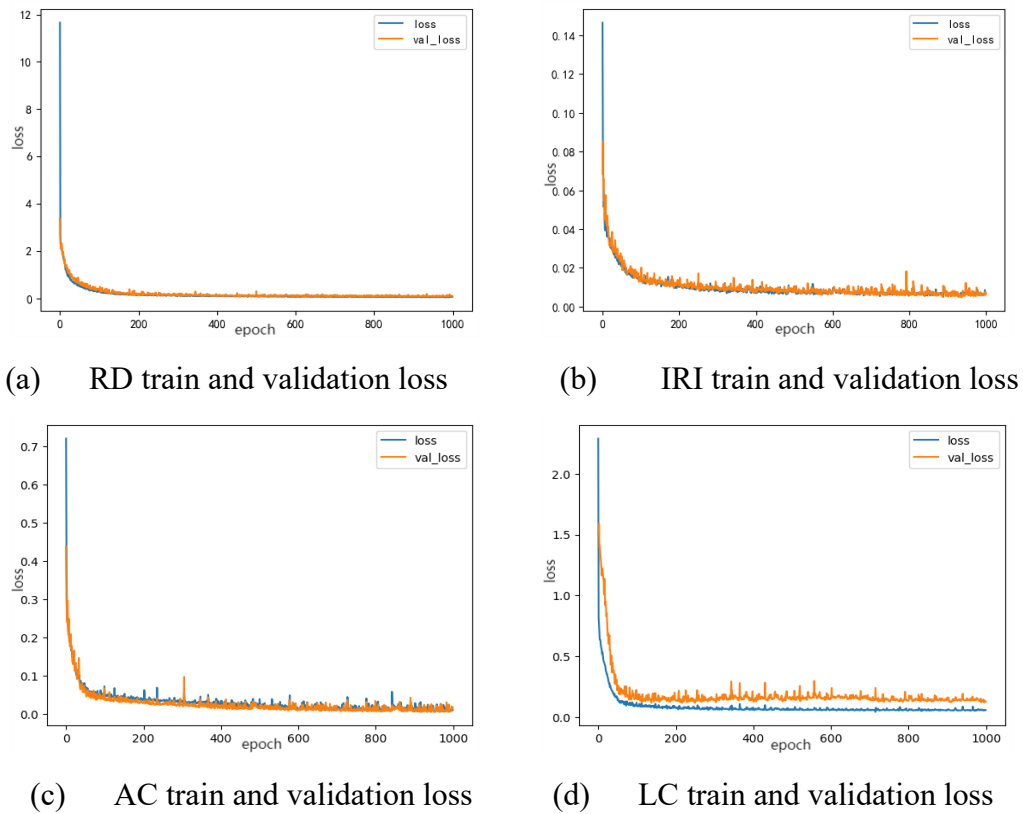 12
10
8
6
4
2
0
loss
loss
val_loss
0 200 400 600 800 1000
epoch
(a) RD train and validation loss
0.14
0.12
0.10
0.08
0.06
0.04
0.02
0.00
loss
loss
val_loss
0 200 400 600 800 1000
epoch
(b) IRI train and validation loss
0.7
0.6
0.5
0.4
0.3
0.2
0.1
0.0
loss
loss
val_loss
0 200 400 600 800 1000
epoch
(c) AC train and validation loss
2.0
1.5
1.0
0.5
0.0
loss
loss
val_loss
0 200 400 600 800 1000
epoch
(d) LC train and validation loss